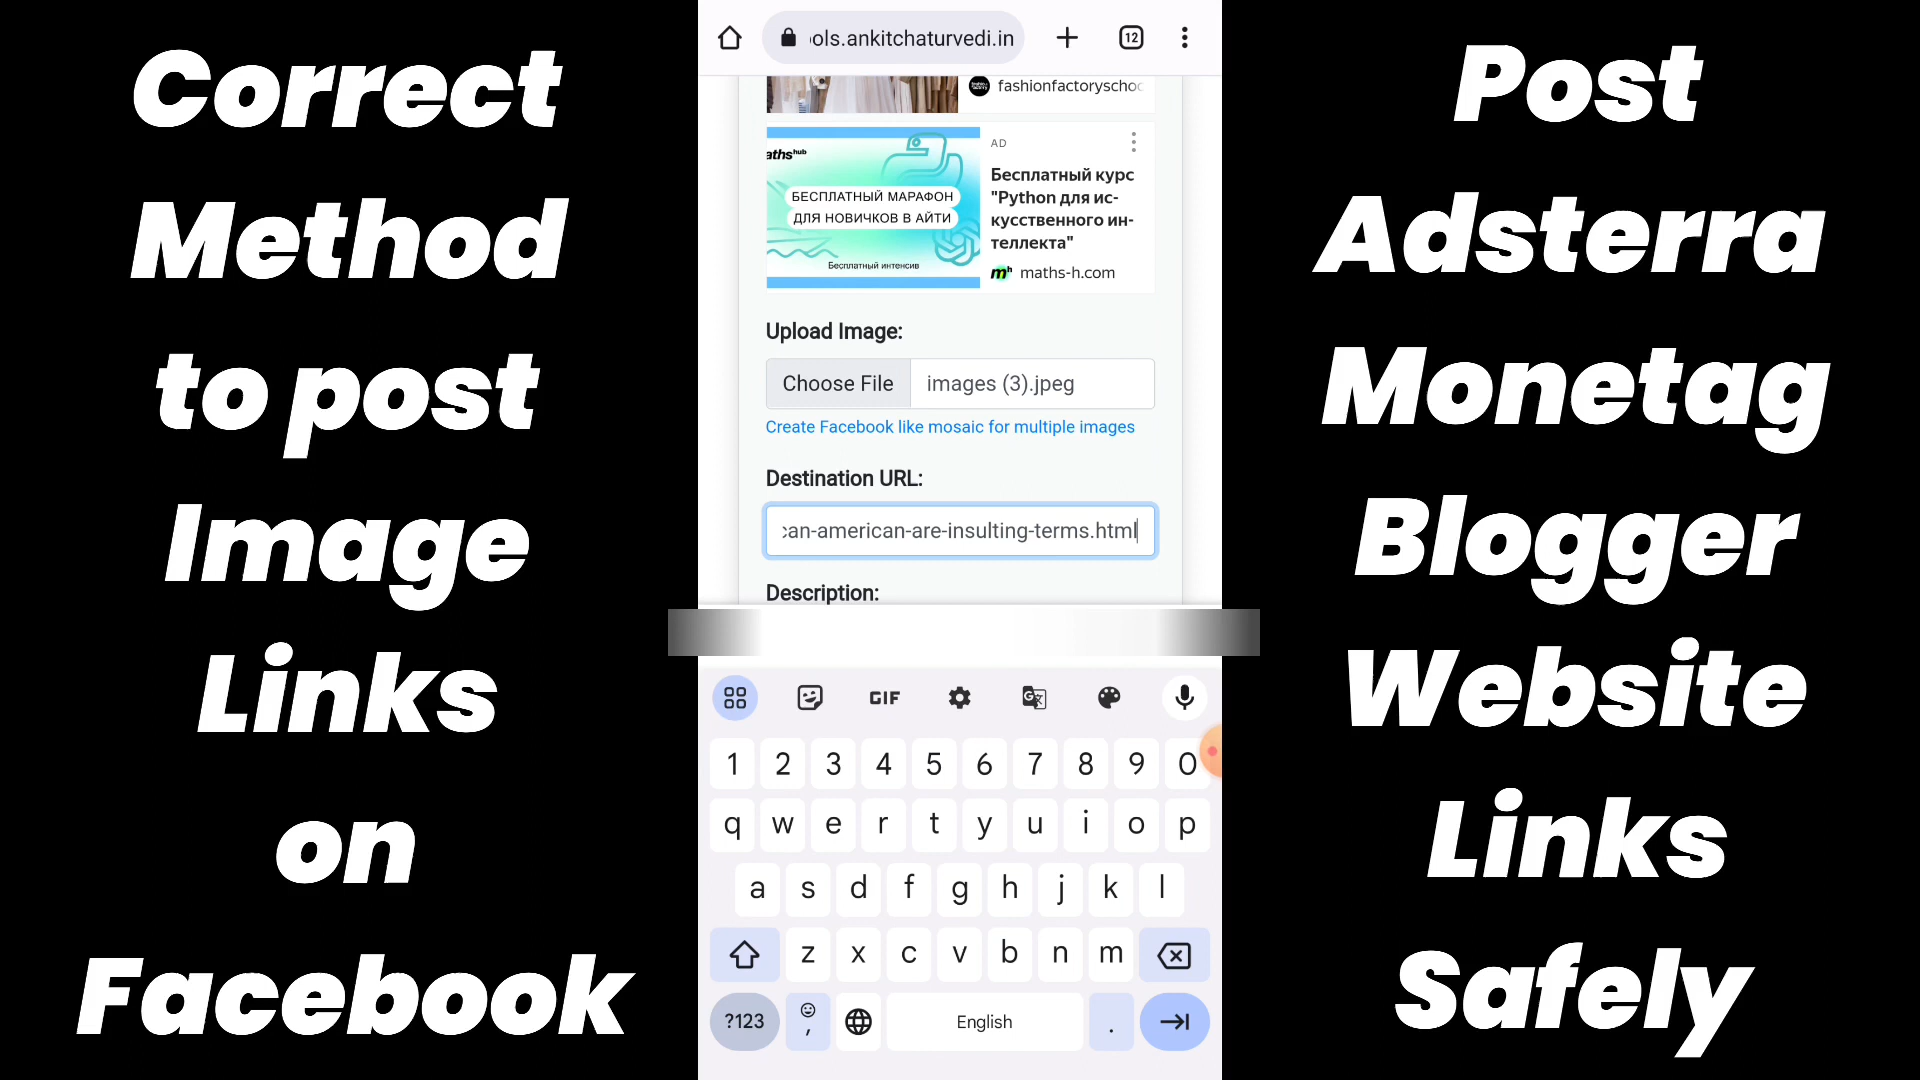 Correct
Method
to post
Image
Links
on
Facebook
ols.ankitchaturvedi.in
12
fashionfactoryschoo
aths hub
БЕСПЛАТНЫЙ МАРАФОН
ДЛЯ НОВИЧКОВ В АЙТИ
Бесплатный интенсив
AD
Бесплатный курс
"Python для ис-
кусственного ин-
теллекта"
mh maths-h.com
Upload Image:
Choose File images (3).jpeg
Create Facebook like mosaic for multiple images
Destination URL:
can-american-are-insulting-terms.html
Description:
GIF
1 2 3 4 5 6 7 8 9 0
q w e r t y u i o p
a s d f g h j k l
z x c v b n m
?123 , English .
Post
Adsterra
Monetag
Blogger
Website
Links
Safely